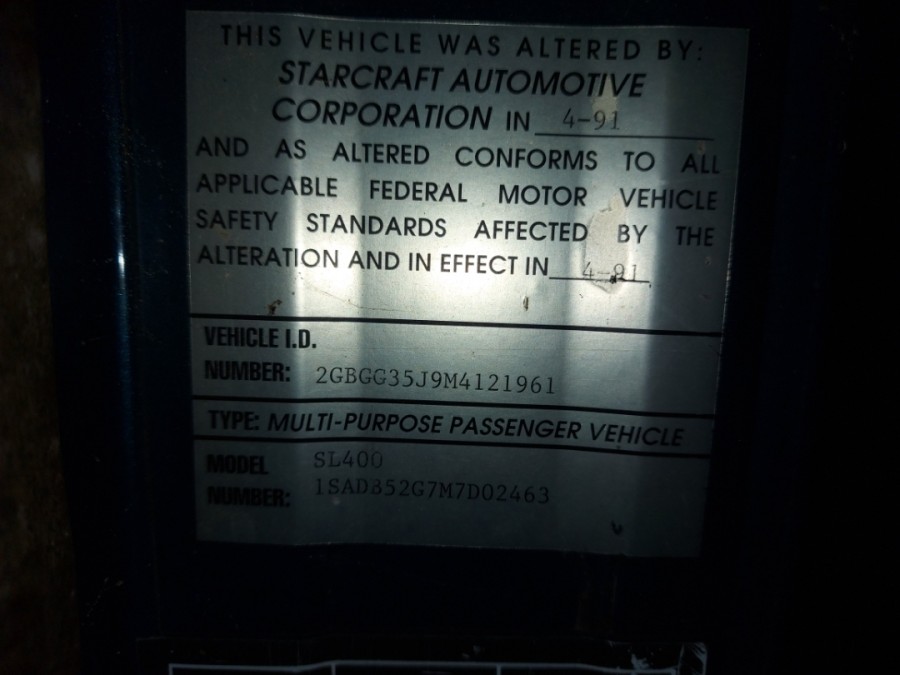 THIS VEHICLE WAS ALTERED BY:
STARCRAFT AUTOMOTIVE
CORPORATION IN 4-91
AND AS ALTERED CONFORMS TO ALL
APPLICABLE FEDERAL MOTOR VEHICLE
SAFETY STANDARDS AFFECTED BY THE
ALTERATION AND IN EFFECT IN 4-91
VEHICLE I.D.
NUMBER: 2GBGG35J9M4121961
TYPE: MULTI-PURPOSE PASSENGER VEHICLE
MODEL SL400
NUMBER: 1SAD852G7M7D02463